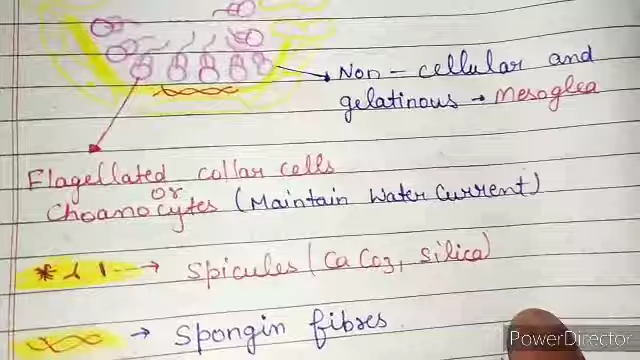 Non - cellular and
gelatinous → Mesoglea
Flagellated collar cells
or
Choanocytes (Maintain Water Current)
→ Spicules (CaCO3, Silica)
→ Spongin fibres.
PowerDirector